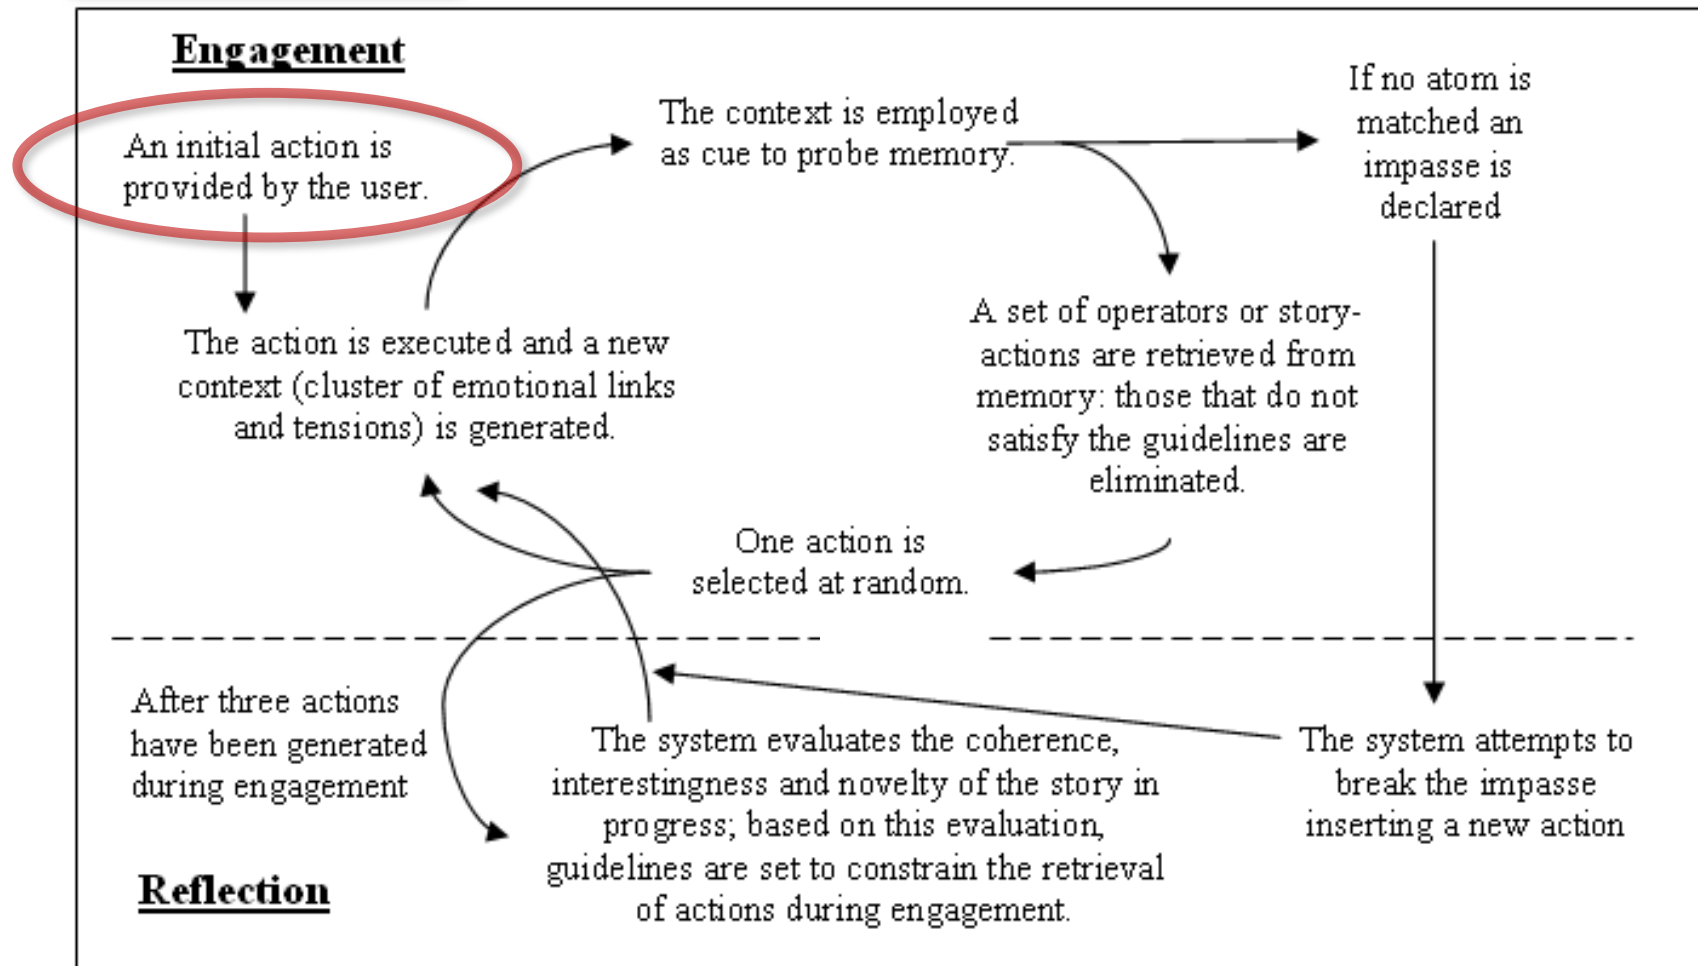 Engagement
An initial action is
provided by the user.
The context is employed
as cue to probe memory.
If no atom is
matched an
impasse is
declared
The action is executed and a new
context (cluster of emotional links
and tensions) is generated.
A set of operators or story-
actions are retrieved from
memory: those that do not
satisfy the guidelines are
eliminated.
One action is
selected at random.
After three actions
have been generated
during engagement
The system evaluates the coherence,
interestingness and novelty of the story in
progress; based on this evaluation,
guidelines are set to constrain the retrieval
of actions during engagement.
The system attempts to
break the impasse
inserting a new action
Reflection